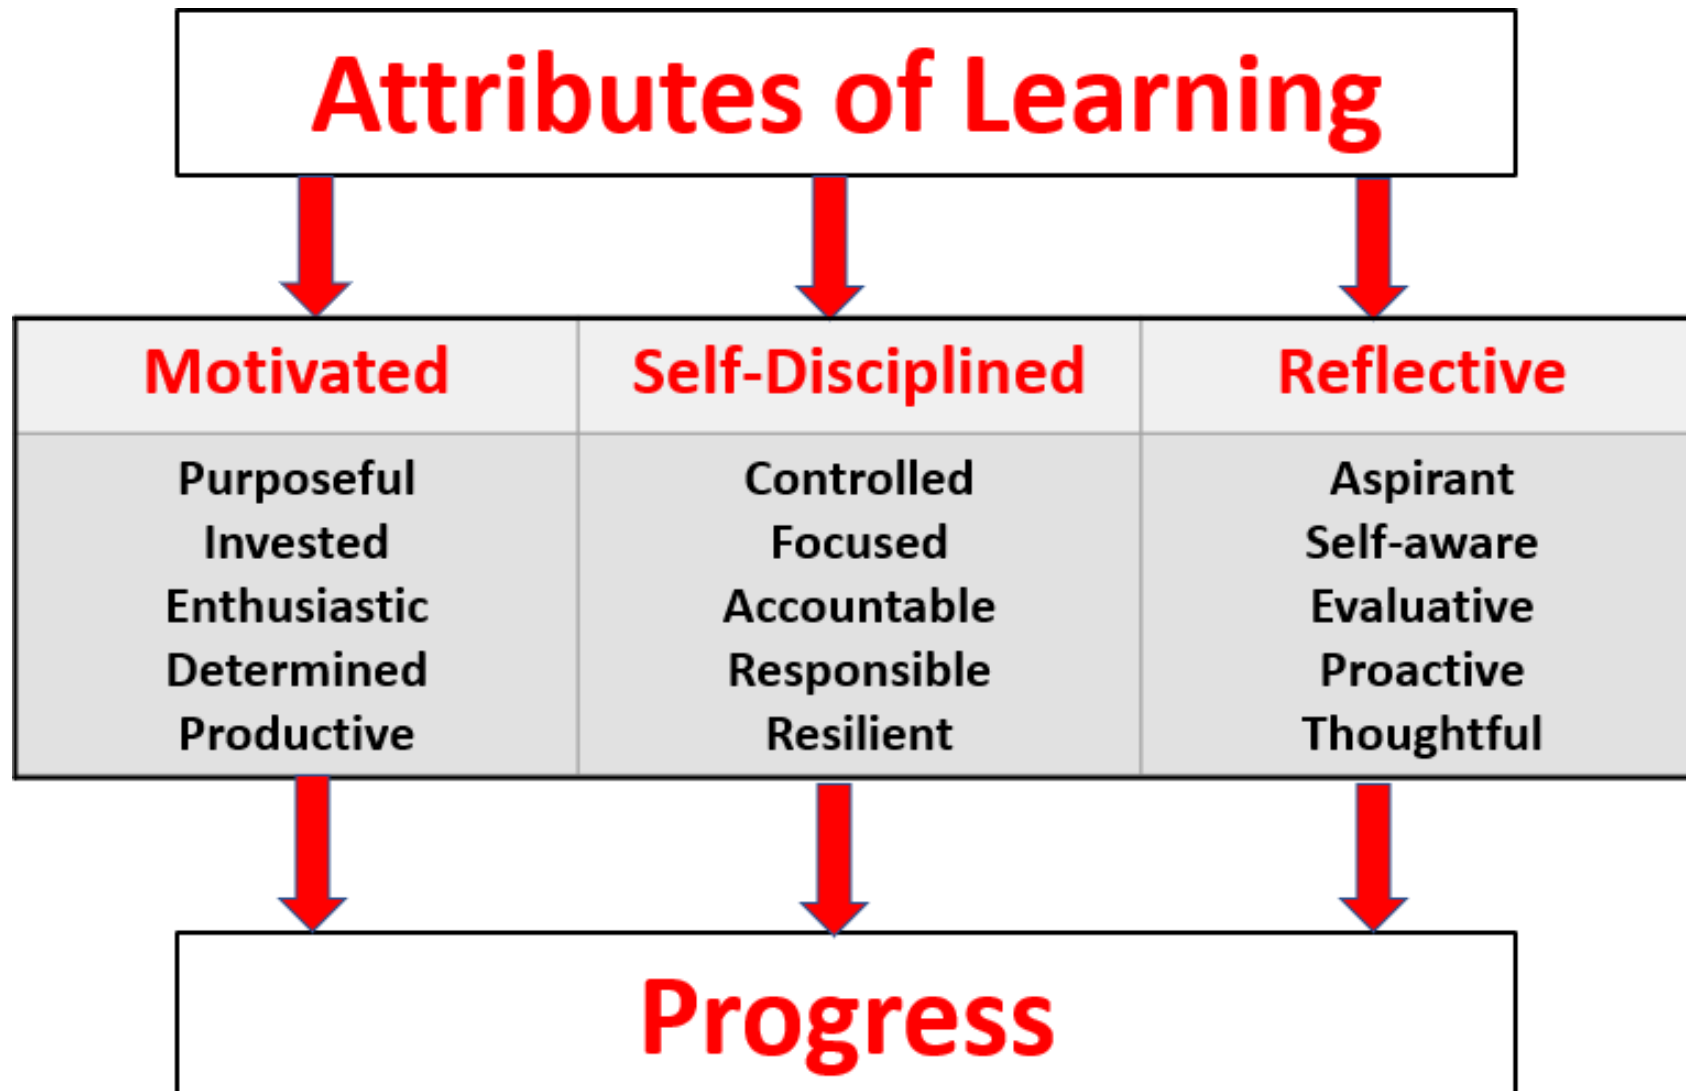 Attributes of Learning
Motivated Self-Disciplined Reflective
Purposeful Controlled Aspirant
Invested Focused Self-aware
Enthusiastic Accountable Evaluative
Determined Responsible Proactive
Productive Resilient Thoughtful
Progress